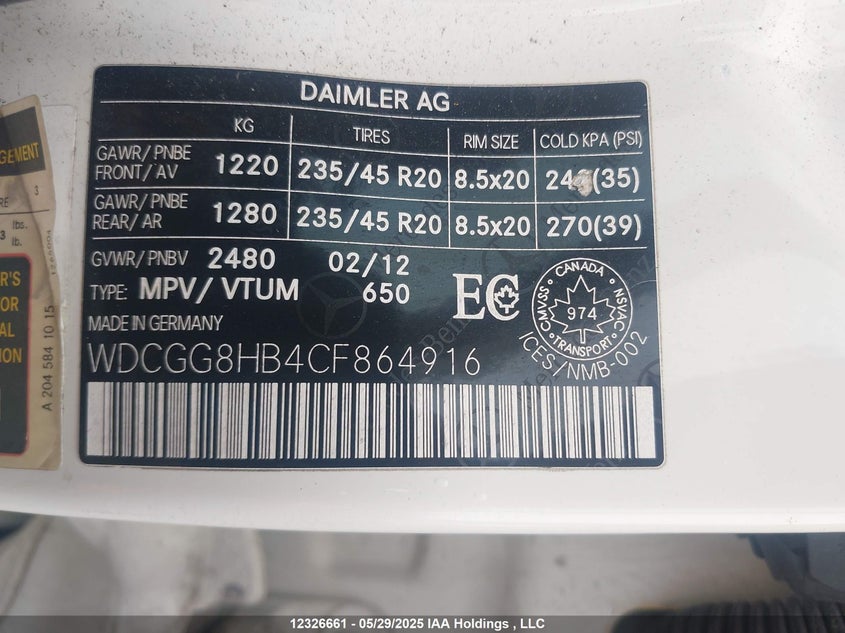 DAIMLER AG
KG TIRES RIM SIZE COLD KPA (PSI)
GAWR/ PNBE FRONT/ AV 1220 235/45 R20 8.5x20 (35)
GAWR/ PNBE REAR/ AR 1280 235/45 R20 8.5x20 270(39)
GVWR/ PNBV 2480 02/12
TYPE: MPV/ VTUM 650
MADE IN GERMANY
WDCGG8HB4CF864916
EC
CANADA
CMVSS
NSVAC
974
TRANSPORT
ICES/NMB-002
3
lbs.
lb.
A 204 584 10 15
12326661 - 05/29/2025 IAA Holdings , LLC